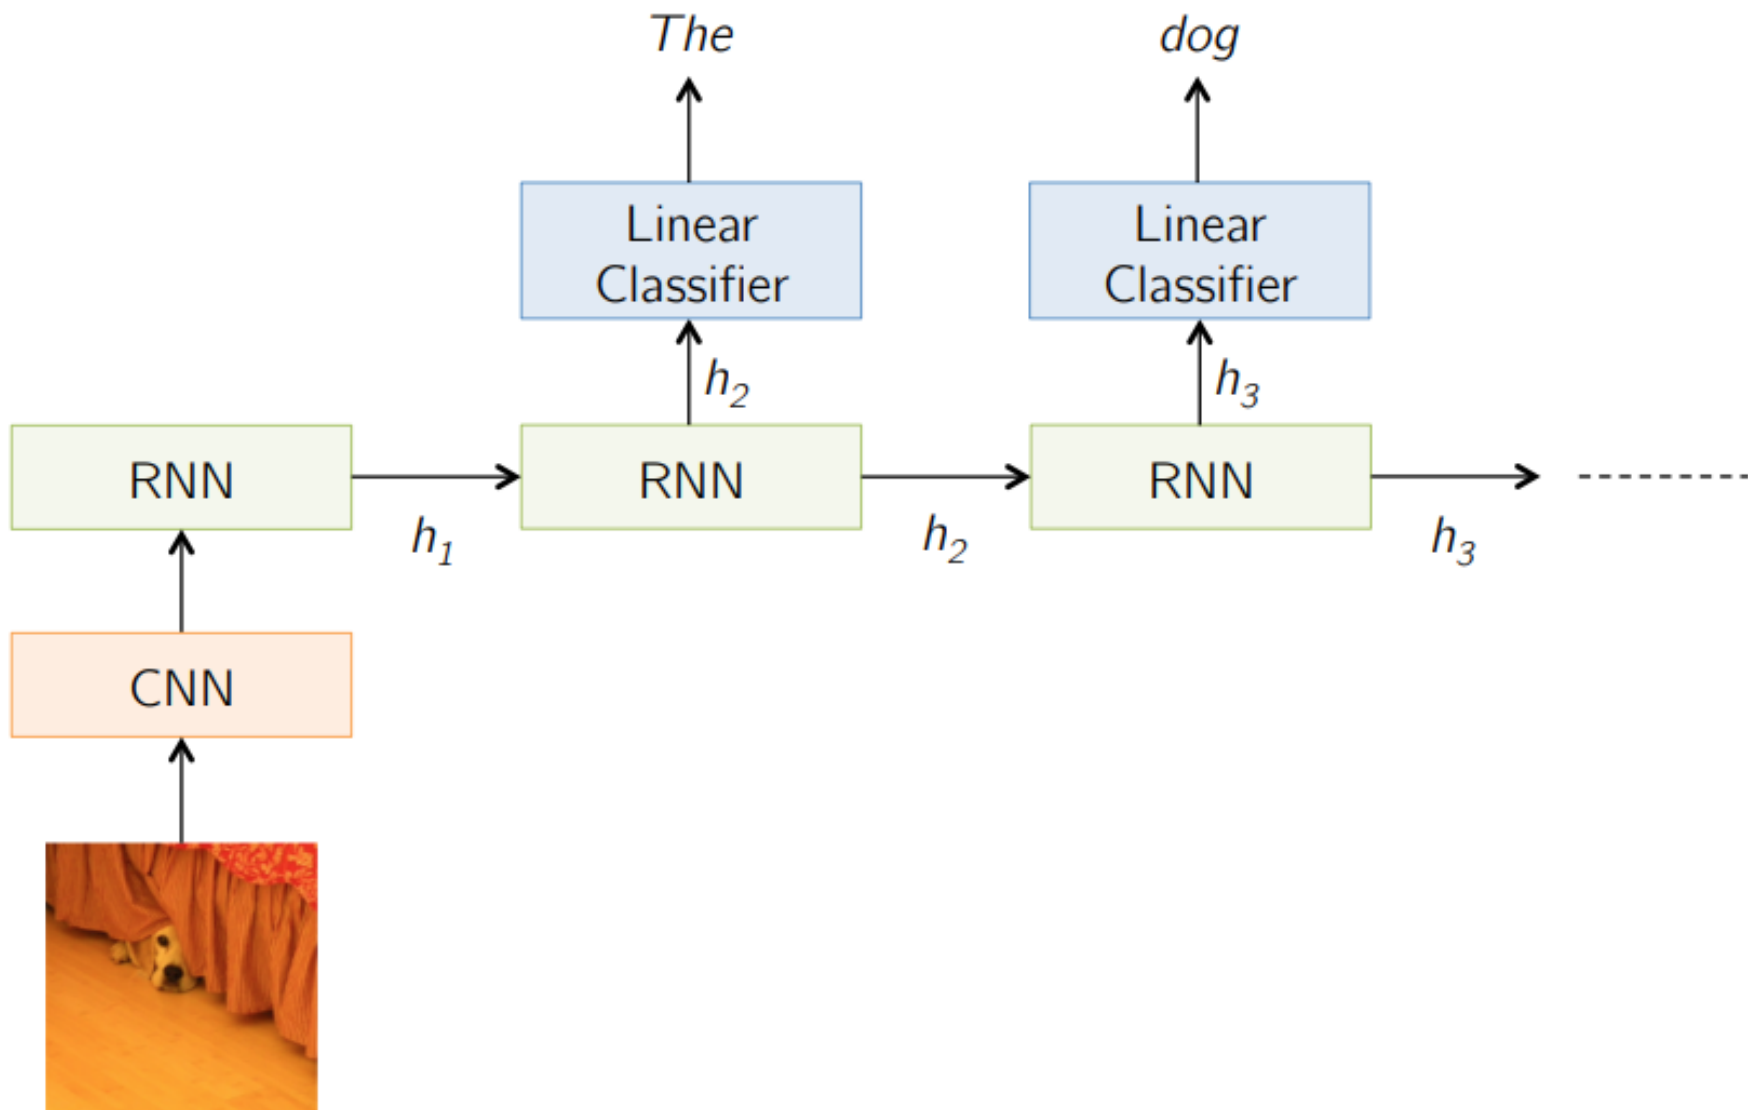 The
dog
Linear
Classifier
Linear
Classifier
h2
h3
RNN
RNN
RNN
h1
h2
h3
CNN